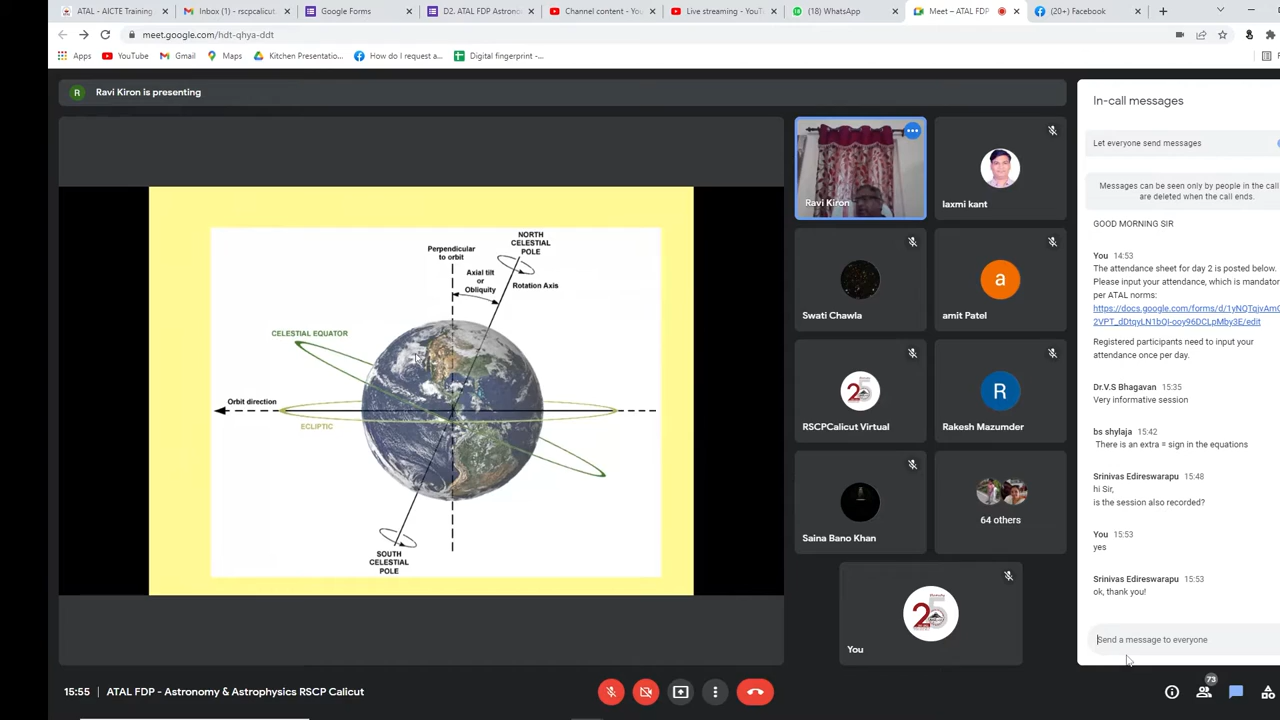 ATAL - AICTE Training
Inbox (1) - rscpcalicut.
Google Forms
D2. ATAL FDP Astrono
Channel content - You
Live streaming - YouTu
(18) WhatsApp
Meet – ATAL FDP
(20+) Facebook
meet.google.com/hdt-qhya-ddt
Apps
YouTube
Gmail
Maps
Kitchen Presentatio...
How do I request a...
Digital fingerprint -...
R
Ravi Kiron is presenting
NORTH
CELESTIAL
POLE
Perpendicular
to orbit
Axial tilt
or
Obliquity
Rotation Axis
CELESTIAL EQUATOR
Orbit direction
ECLIPTIC
SOUTH
CELESTIAL
POLE
Ravi Kiron
laxmi kant
Swati Chawla
a
amit Patel
25
RSCPCalicut Virtual
R
Rakesh Mazumder
Saina Bano Khan
64 others
25
You
In-call messages
Let everyone send messages
Messages can be seen only by people in the call
are deleted when the call ends.
GOOD MORNING SIR
You 14:53
The attendance sheet for day 2 is posted below.
Please input your attendance, which is mandator
per ATAL norms:
Registered participants need to input your
attendance once per day.
Dr.V.S Bhagavan 15:35
Very informative session
bs shylaja 15:42
There is an extra = sign in the equations
Srinivas Edireswarapu 15:48
hi Sir,
is the session also recorded?
You 15:53
yes
Srinivas Edireswarapu 15:53
ok, thank you!
Send a message to everyone
15:55 | ATAL FDP - Astronomy & Astrophysics RSCP Calicut
73